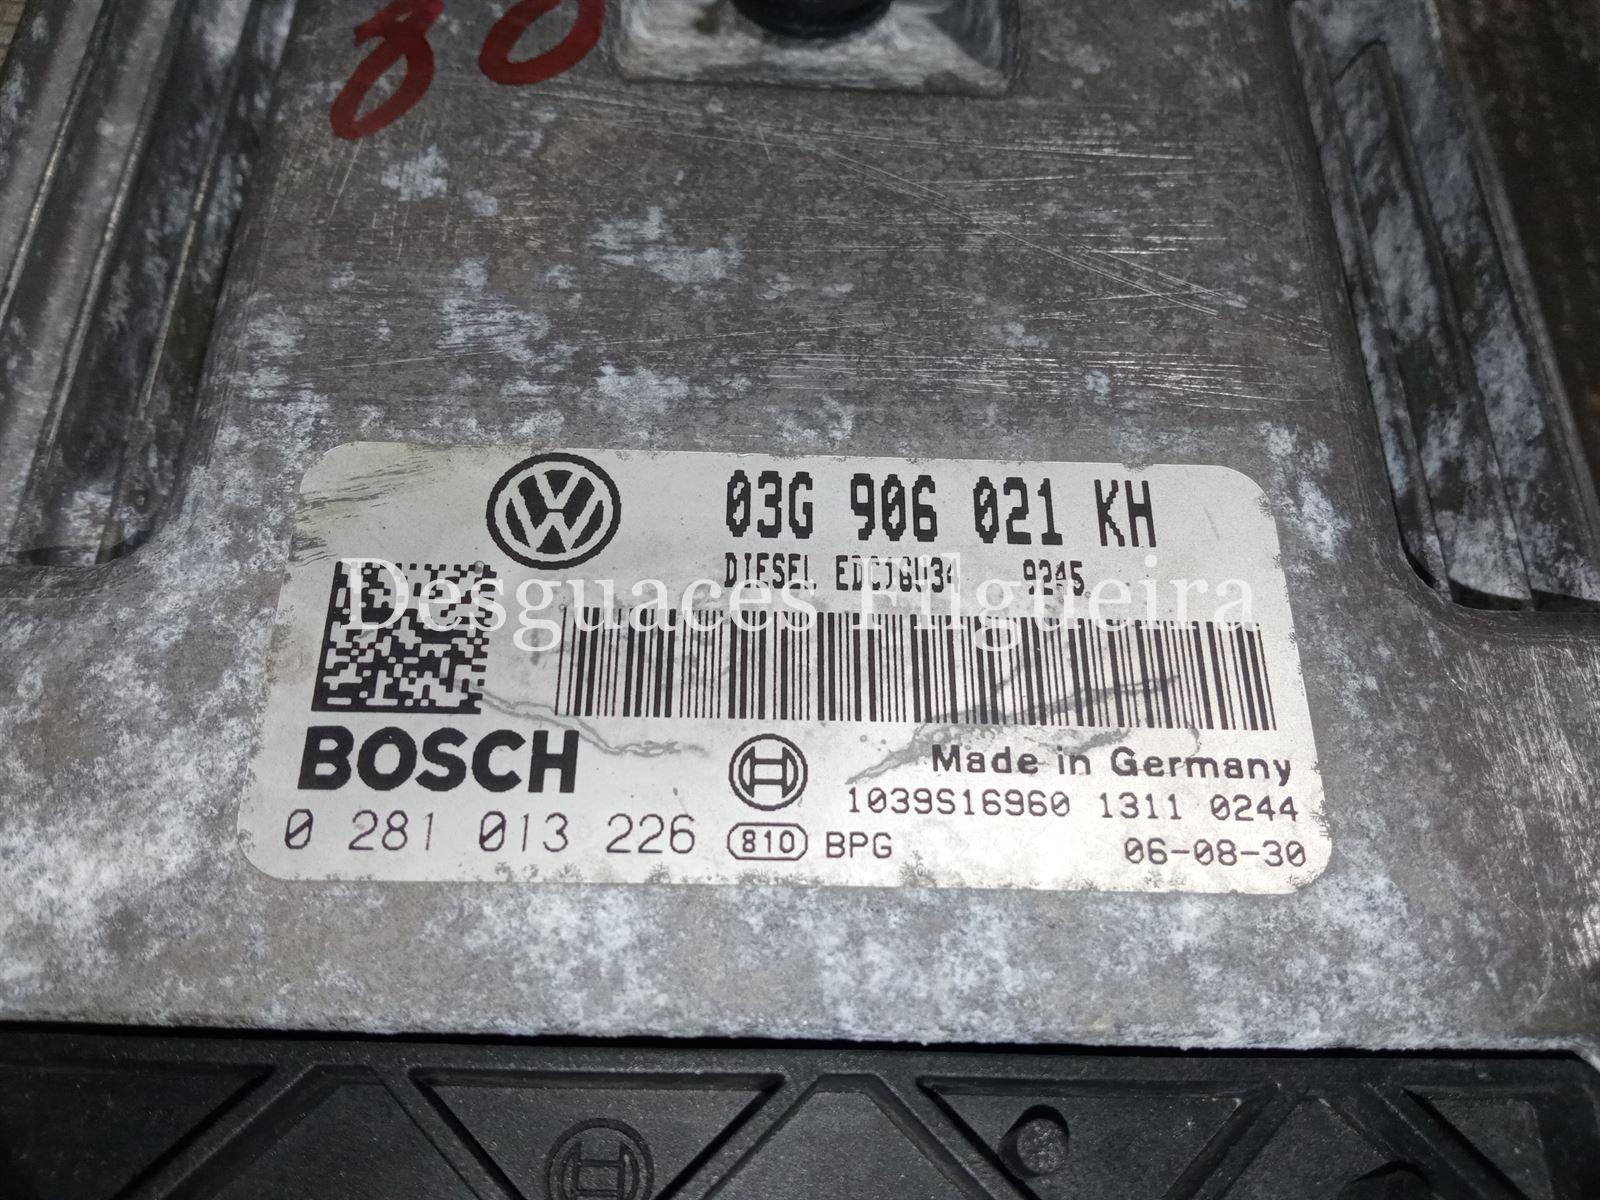 80
03G 906 021 KH
DIESEL EDC16U34 9245
Desguaces Filgueira
BOSCH
Made in Germany
1039S16960 1311 0244
0 281 013 226 810 BPG
06-08-30